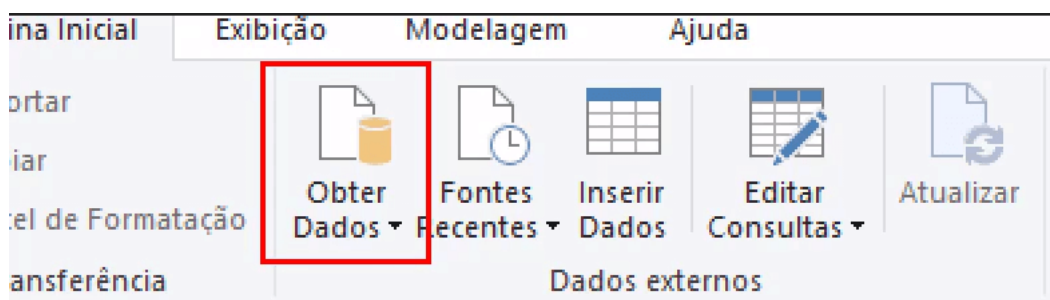 ina Inicial Exibição Modelagem Ajuda
ortar
iar
el de Formatação
ansferência
Obter
Dados
Fontes
Recentes
Inserir
Dados
Editar
Consultas
Atualizar
Dados externos